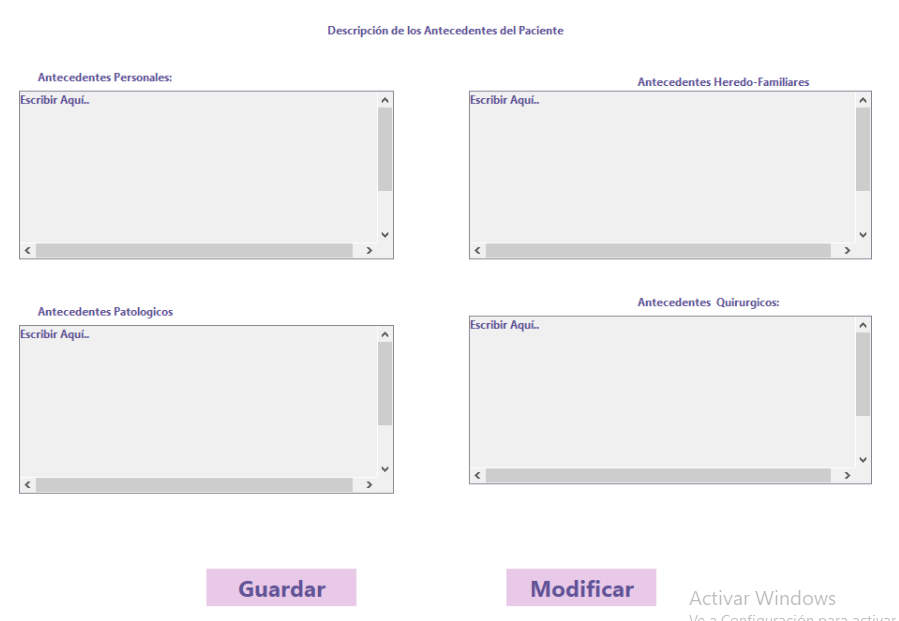 Descripción de los Antecedentes del Paciente
Antecedentes Personales:
Escribir Aquí..
Antecedentes Heredo-Familiares
Escribir Aquí..
Antecedentes Patologicos
Escribir Aquí..
Antecedentes  Quirurgicos:
Escribir Aquí..
Guardar
Modificar
Activar Windows
Ve a Configuración para activar